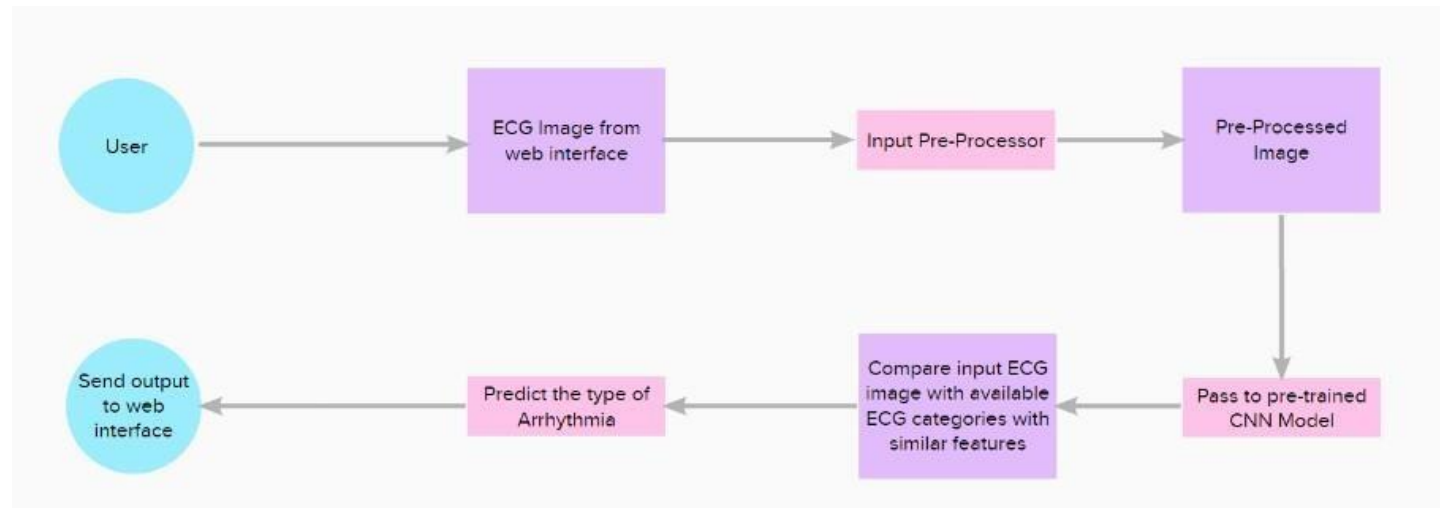 User
ECG Image from
web interface
Input Pre-Processor
Pre-Processed
Image
Pass to pre-trained
CNN Model
Compare input ECG
image with available
ECG categories with
similar features
Predict the type of
Arrhythmia
Send output
to web
interface